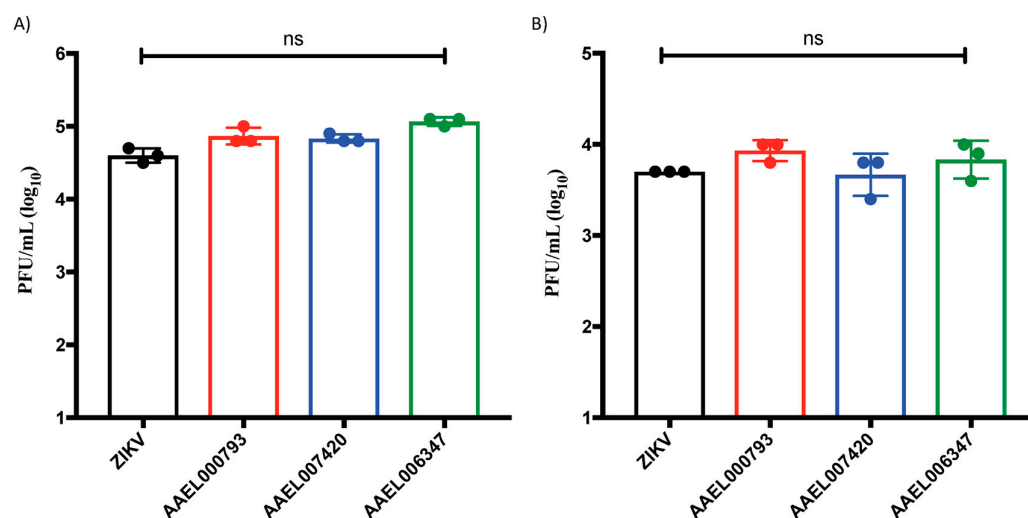 A)
ns
PFU/mL (log10)
6
5
4
3
2
1
ZIKV
AAEL000793
AAEL007420
AAEL006347
B)
ns
PFU/mL (log10)
5
4
3
2
1
ZIKV
AAEL000793
AAEL007420
AAEL006347